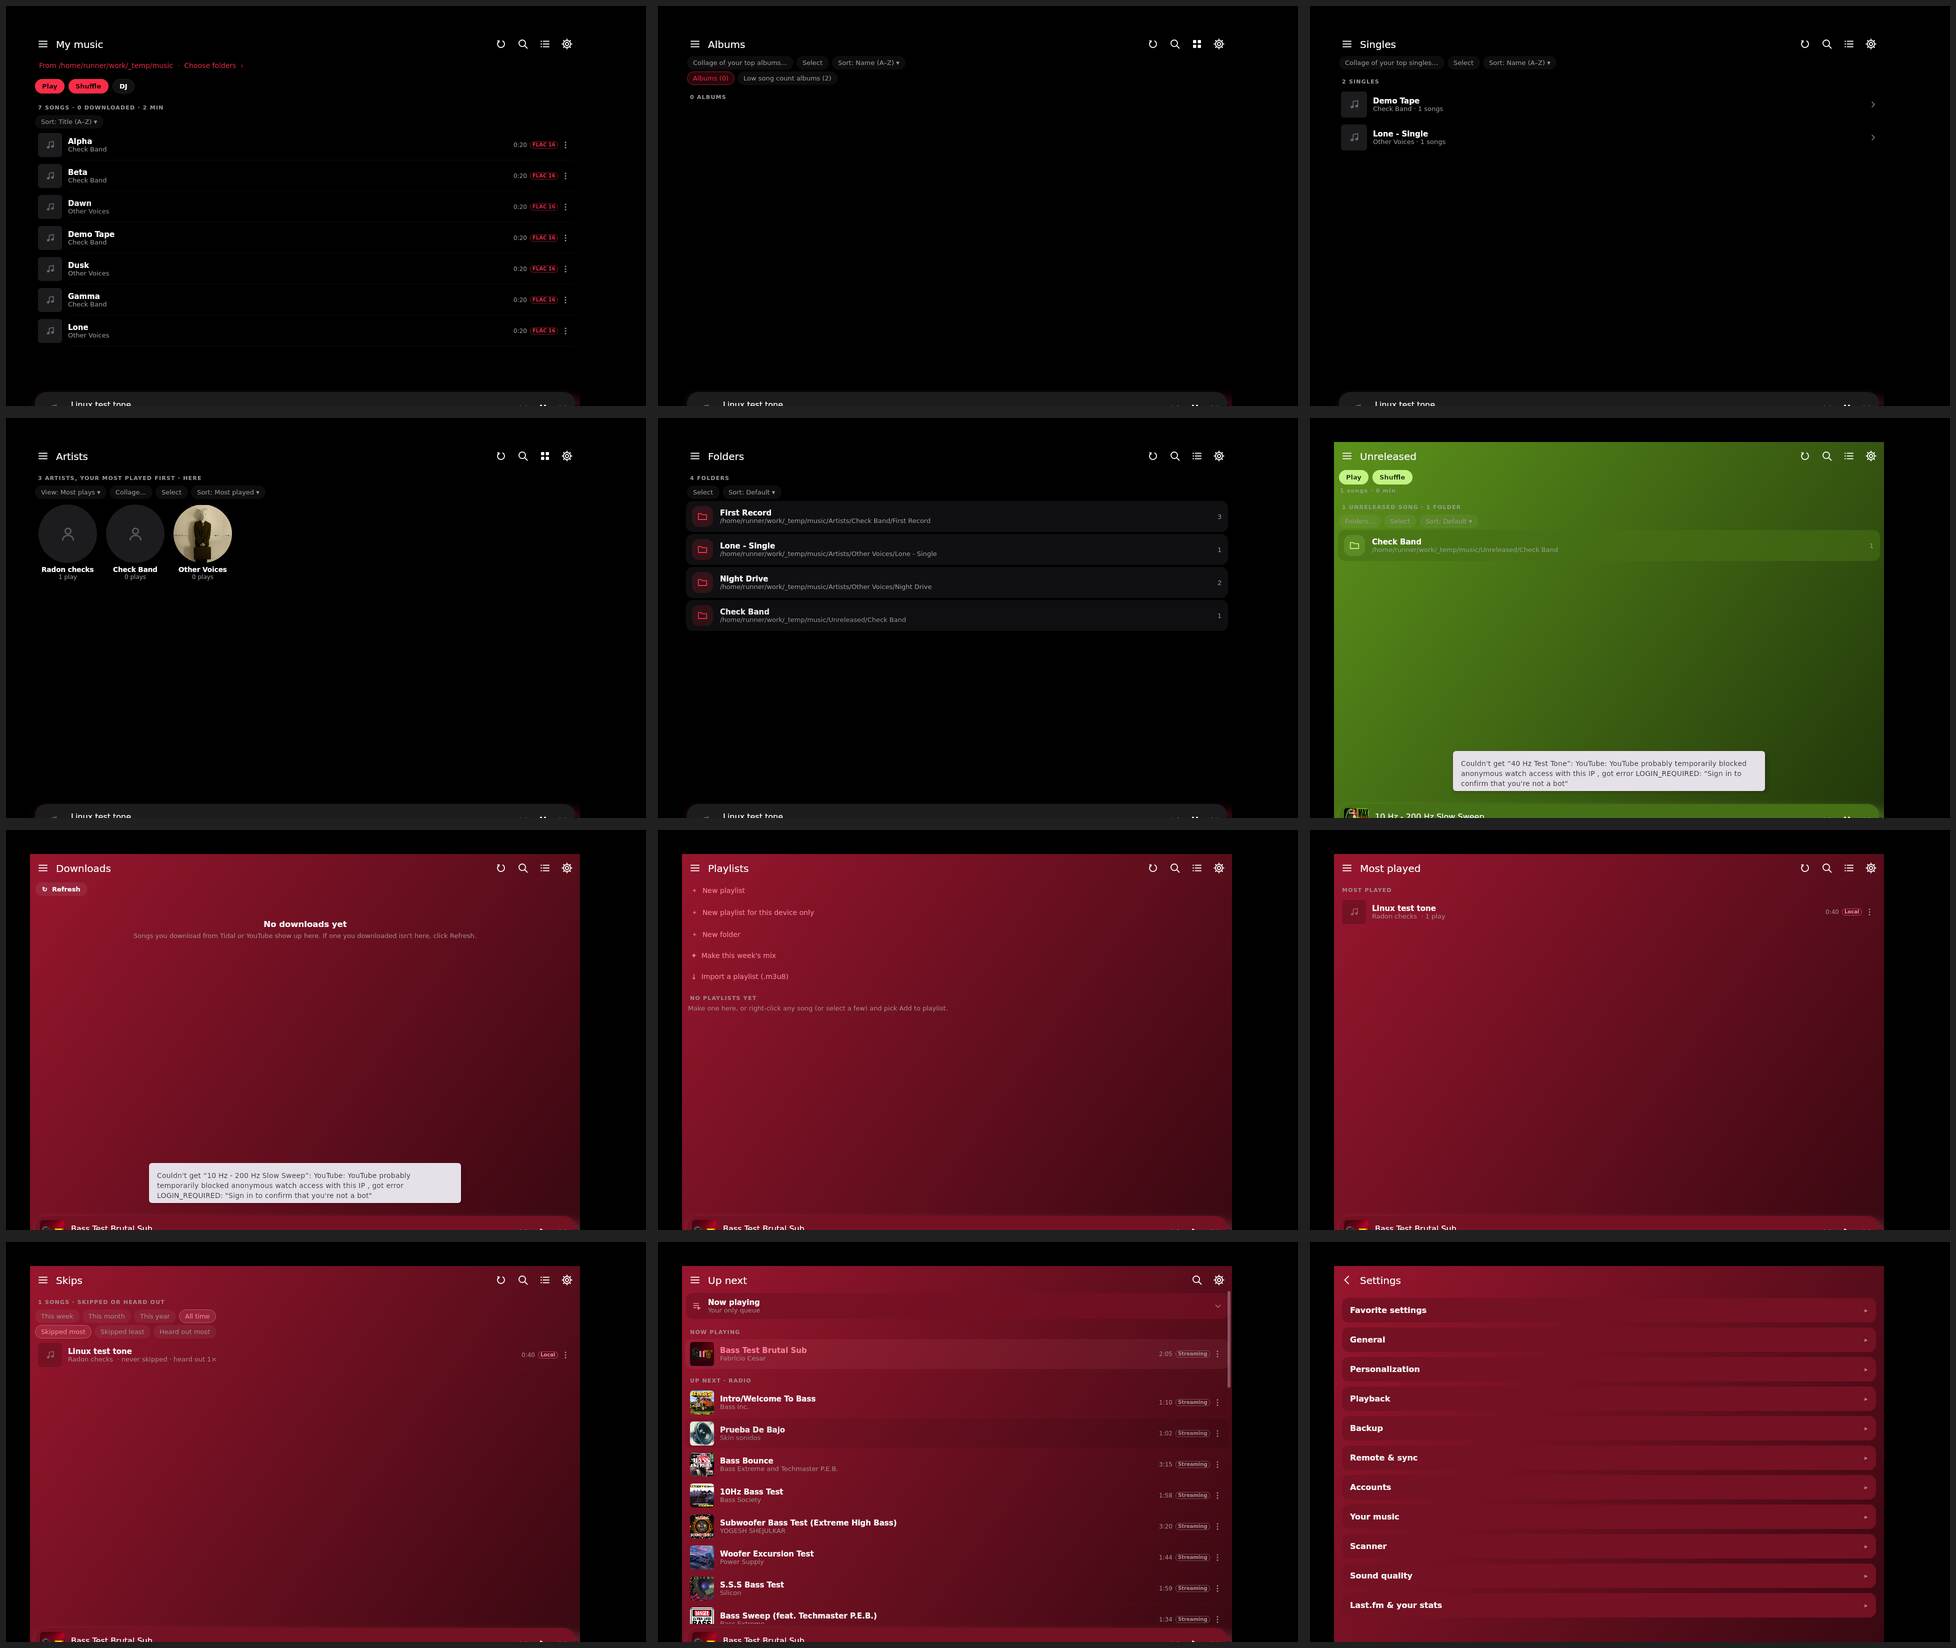 My music
From /home/runner/work/_temp/music · Choose folders ›
Play Shuffle DJ
7 SONGS · 0 DOWNLOADED · 2 MIN
Sort: Title (A–Z) ▾
Alpha
Check Band
0:20 FLAC 16
Beta
Check Band
0:20 FLAC 16
Dawn
Other Voices
0:20 FLAC 16
Demo Tape
Check Band
0:20 FLAC 16
Dusk
Other Voices
0:20 FLAC 16
Gamma
Check Band
0:20 FLAC 16
Lone
Other Voices
0:20 FLAC 16
Linux test tone
Albums
Collage of your top albums... Select Sort: Name (A–Z) ▾
Albums (0) Low song count albums (2)
0 ALBUMS
Linux test tone
Singles
Collage of your top singles... Select Sort: Name (A–Z) ▾
2 SINGLES
Demo Tape
Check Band · 1 songs
Lone - Single
Other Voices · 1 songs
Linux test tone
Artists
3 ARTISTS, YOUR MOST PLAYED FIRST · HERE
View: Most plays ▾ Collage... Select Sort: Most played ▾
Radon checks
1 play
Check Band
0 plays
Other Voices
0 plays
Linux test tone
Folders
4 FOLDERS
Select Sort: Default ▾
First Record
/home/runner/work/_temp/music/Artists/Check Band/First Record
3
Lone - Single
/home/runner/work/_temp/music/Artists/Other Voices/Lone - Single
1
Night Drive
/home/runner/work/_temp/music/Artists/Other Voices/Night Drive
2
Check Band
/home/runner/work/_temp/music/Unreleased/Check Band
1
Linux test tone
Unreleased
Play Shuffle
1 songs · 0 min
1 UNRELEASED SONG · 1 FOLDER
Folders... Select Sort: Default ▾
Check Band
/home/runner/work/_temp/music/Unreleased/Check Band
1
Couldn't get "40 Hz Test Tone": YouTube: YouTube probably temporarily blocked
anonymous watch access with this IP , got error LOGIN_REQUIRED: "Sign in to
confirm that you're not a bot"
10 Hz - 200 Hz Slow Sweep
Downloads
Refresh
No downloads yet
Songs you download from Tidal or YouTube show up here. If one you downloaded isn't here, click Refresh.
Couldn't get "10 Hz - 200 Hz Slow Sweep": YouTube: YouTube probably
temporarily blocked anonymous watch access with this IP , got error
LOGIN_REQUIRED: "Sign in to confirm that you're not a bot"
Bass Test Brutal Sub
Playlists
+ New playlist
+ New playlist for this device only
+ New folder
Make this week's mix
↓ Import a playlist (.m3u8)
NO PLAYLISTS YET
Make one here, or right-click any song (or select a few) and pick Add to playlist.
Bass Test Brutal Sub
Most played
MOST PLAYED
Linux test tone
Radon checks · 1 play
0:40 Local
Bass Test Brutal Sub
Skips
1 SONGS · SKIPPED OR HEARD OUT
This week This month This year All time
Skipped most Skipped least Heard out most
Linux test tone
Radon checks · never skipped · heard out 1×
0:40 Local
Bass Test Brutal Sub
Up next
Now playing
Your only queue
NOW PLAYING
Bass Test Brutal Sub
Fabricio Cesar
2:05 Streaming
UP NEXT · RADIO
Intro/Welcome To Bass
Bass Inc.
1:10 Streaming
Prueba De Bajo
Skin sonidos
1:02 Streaming
Bass Bounce
Bass Extreme and Techmaster P.E.B.
3:15 Streaming
10Hz Bass Test
Bass Society
1:58 Streaming
Subwoofer Bass Test (Extreme High Bass)
YOGESH SHEJULKAR
3:20 Streaming
Woofer Excursion Test
Power Supply
1:44 Streaming
S.S.S Bass Test
Silicon
1:59 Streaming
Bass Sweep (feat. Techmaster P.E.B.)
Bass Extreme
1:34 Streaming
Bass Test Brutal Sub
Settings
Favorite settings
General
Personalization
Playback
Backup
Remote & sync
Accounts
Your music
Scanner
Sound quality
Last.fm & your stats